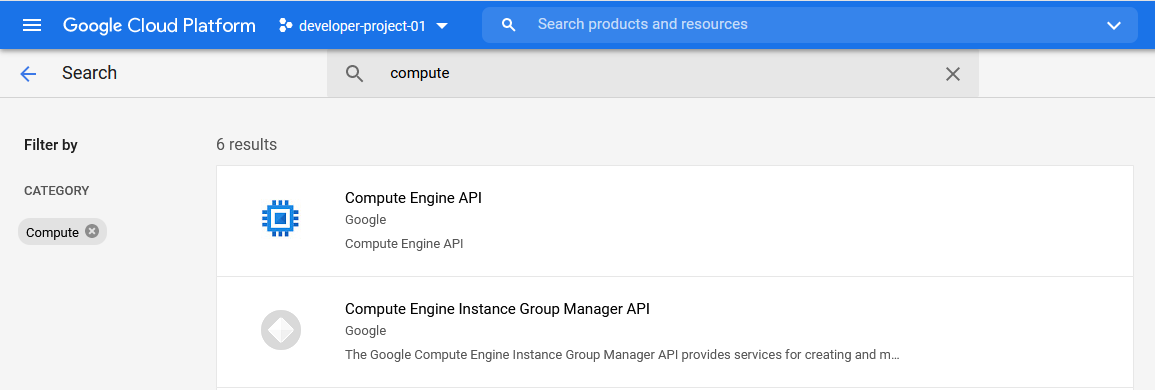 Google Cloud Platform developer-project-01 Search products and resources
Search compute
Filter by
6 results
CATEGORY
Compute
Compute Engine API
Google
Compute Engine API
Compute Engine Instance Group Manager API
Google
The Google Compute Engine Instance Group Manager API provides services for creating and m...